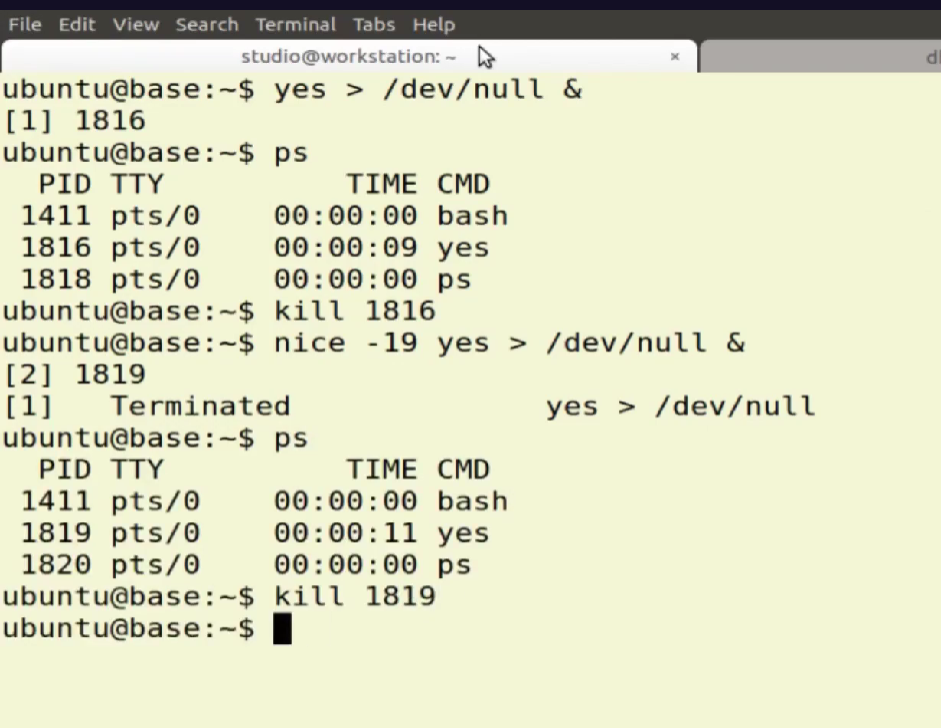 File Edit View Search Terminal Tabs Help
studio@workstation: ~ ×
ubuntu@base:~$ yes > /dev/null &
[1] 1816
ubuntu@base:~$ ps
  PID TTY          TIME CMD
 1411 pts/0    00:00:00 bash
 1816 pts/0    00:00:09 yes
 1818 pts/0    00:00:00 ps
ubuntu@base:~$ kill 1816
ubuntu@base:~$ nice -19 yes > /dev/null &
[2] 1819
[1]   Terminated              yes > /dev/null
ubuntu@base:~$ ps
  PID TTY          TIME CMD
 1411 pts/0    00:00:00 bash
 1819 pts/0    00:00:11 yes
 1820 pts/0    00:00:00 ps
ubuntu@base:~$ kill 1819
ubuntu@base:~$